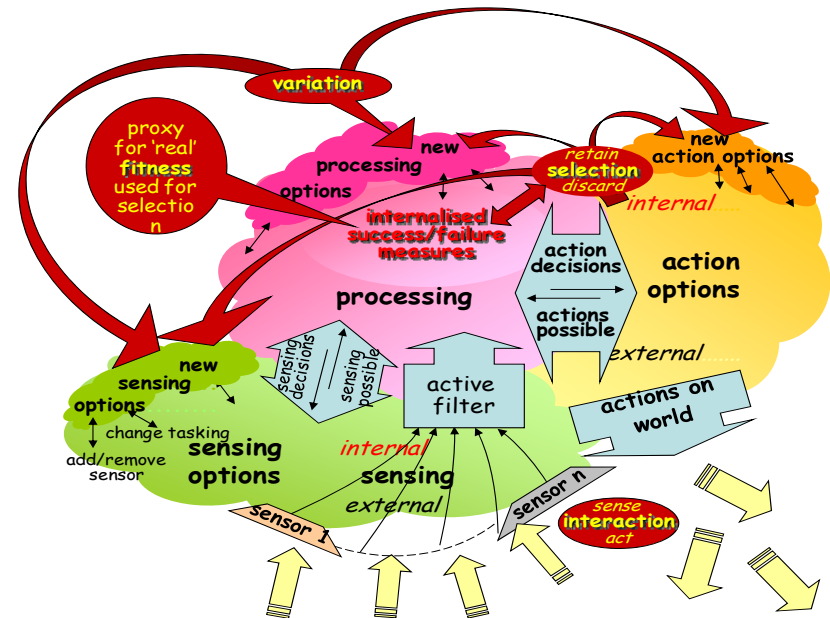 variation
proxy
for ‘real’
fitness
used for
selectio
n
new
processing
options
retain
selection
discard
new
action options
internal......
internalised
success/failure
measures
action
decisions
actions
possible
action
options
processing
external.......
new
sensing
options
sensing
decisions
sensing
possible
active
filter
actions on
world
change tasking
add/remove
sensor
sensing
options
internal
sensing
external
sensor 1
sensor n
sense
interaction
act